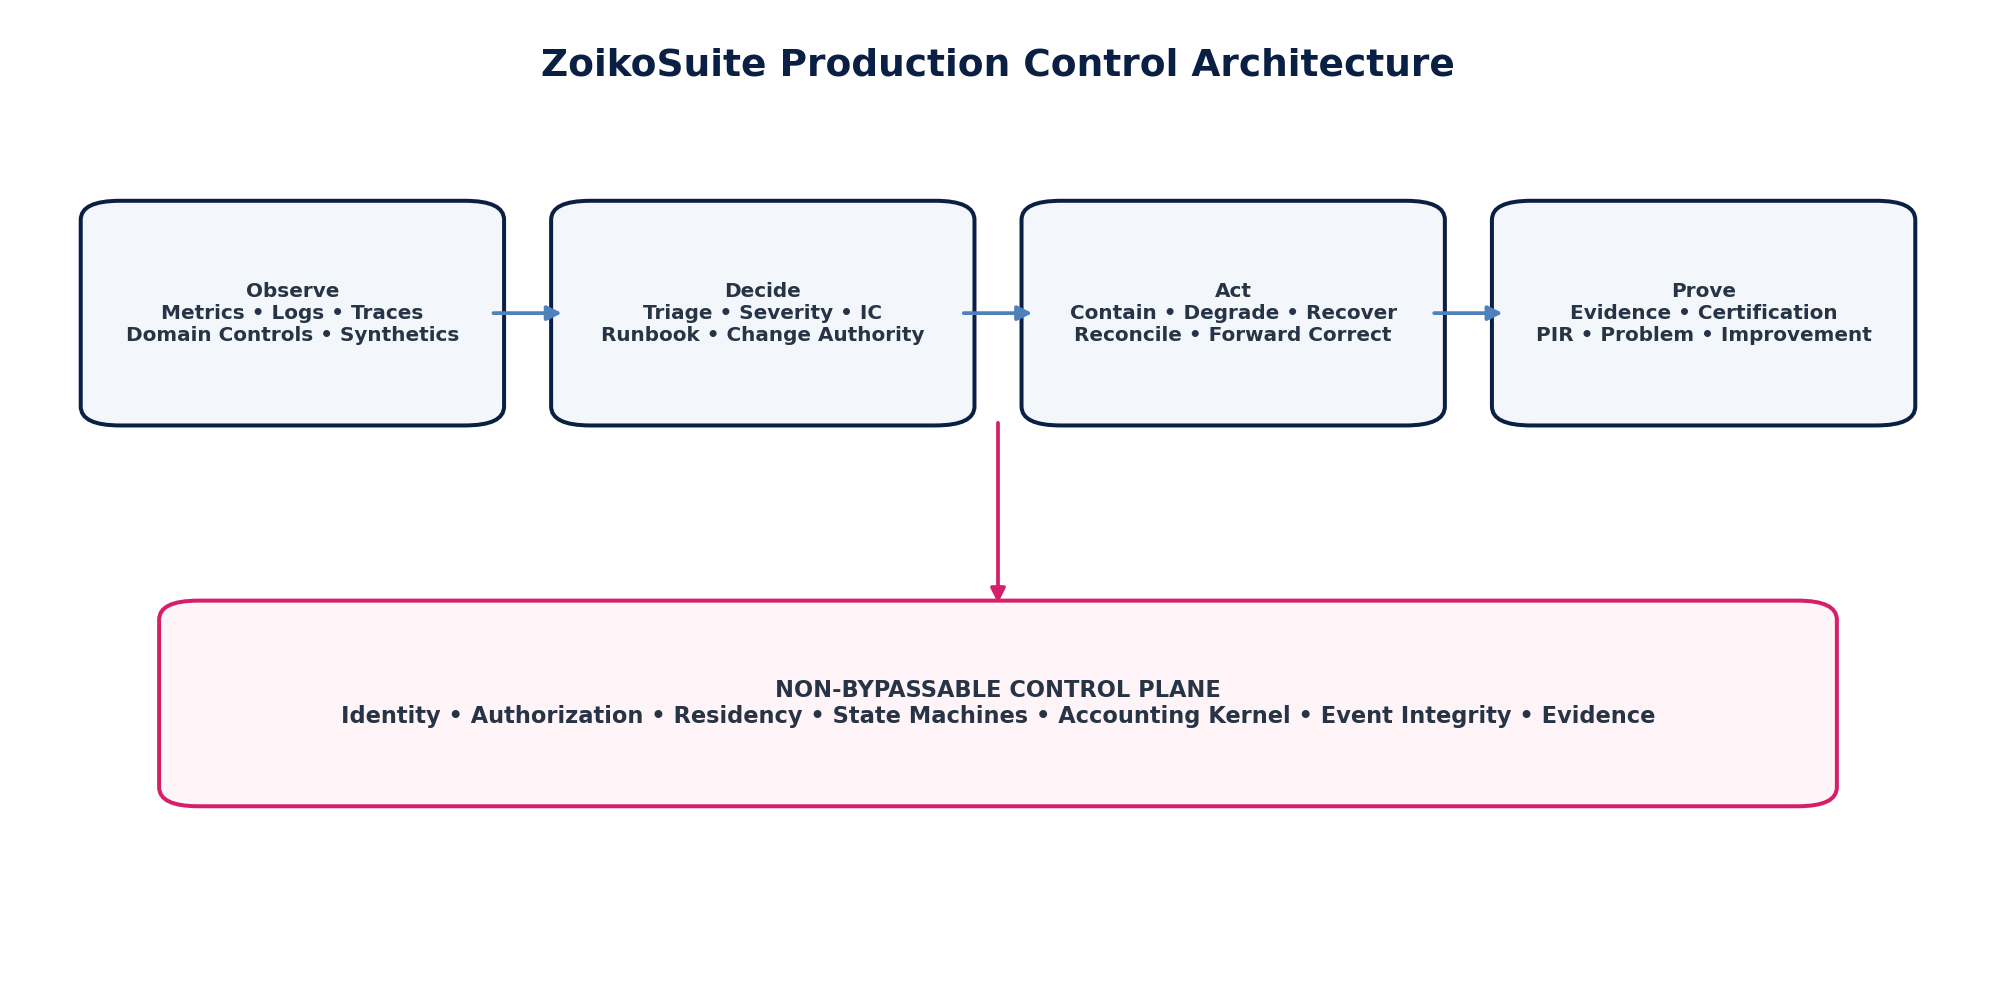 ZoikoSuite Production Control Architecture
Observe
Metrics • Logs • Traces
Domain Controls • Synthetics
Decide
Triage • Severity • IC
Runbook • Change Authority
Act
Contain • Degrade • Recover
Reconcile • Forward Correct
Prove
Evidence • Certification
PIR • Problem • Improvement
NON-BYPASSABLE CONTROL PLANE
Identity • Authorization • Residency • State Machines • Accounting Kernel • Event Integrity • Evidence